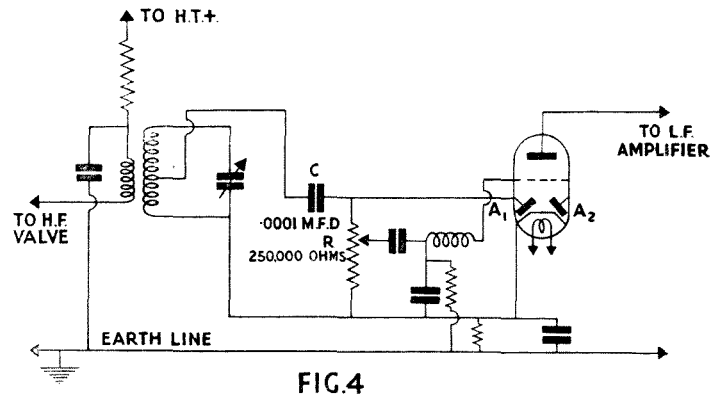 TO H.T.+.
TO H.F.
VALVE
C
.0001 M.F.D
R
250,000 OHMS
A1
A2
TO L.F.
AMPLIFIER
EARTH LINE
FIG.4